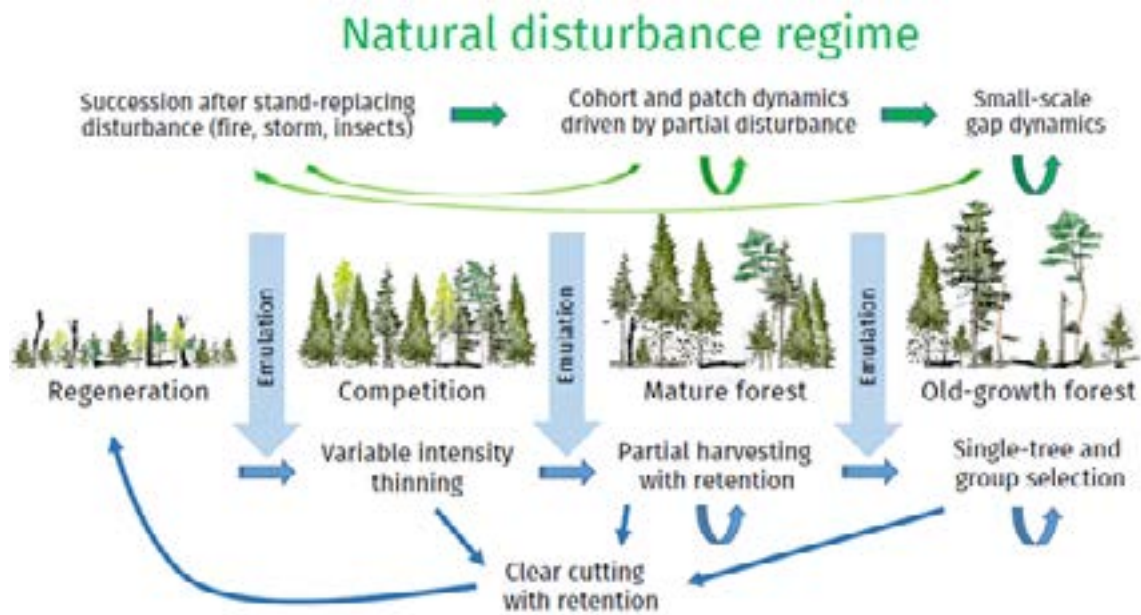 Natural disturbance regime
Succession after stand-replacing
disturbance (fire, storm, insects)
Cohort and patch dynamics
driven by partial disturbance
Small-scale
gap dynamics
Emulation
Emulation
Emulation
Regeneration
Competition
Mature forest
Old-growth forest
Variable intensity
thinning
Partial harvesting
with retention
Single-tree and
group selection
Clear cutting
with retention